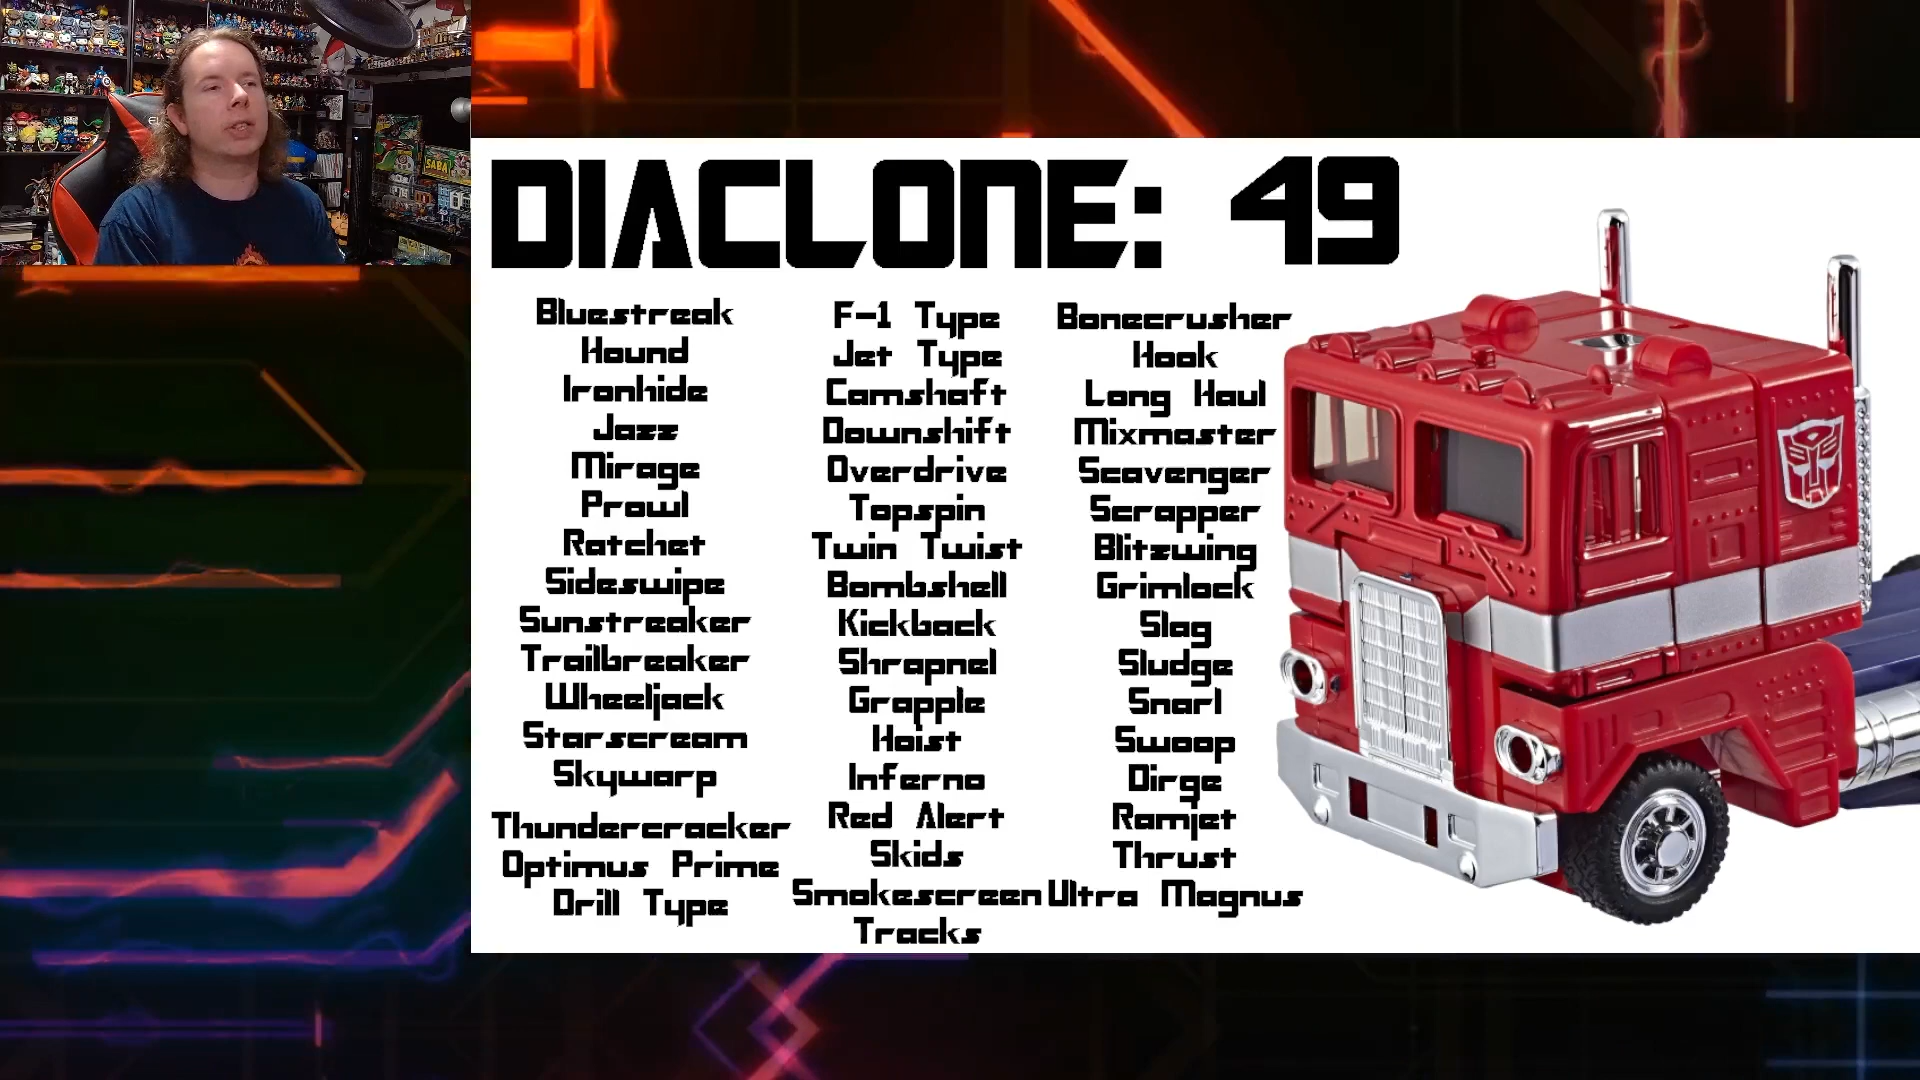 DIACLONE: 49
Bluestreak
Hound
Ironhide
Jazz
Mirage
Prowl
Ratchet
Sideswipe
Sunstreaker
Trailbreaker
Wheeljack
Starscream
Skywarp
Thundercracker
Optimus Prime
Drill Type
F-1 Type
Jet Type
Camshaft
Downshift
Overdrive
Topspin
Twin Twist
Bombshell
Kickback
Shrapnel
Grapple
Hoist
Inferno
Red Alert
Skids
Smokescreen
Tracks
Bonecrusher
Hook
Long Haul
Mixmaster
Scavenger
Scrapper
Blitzwing
Grimlock
Slag
Sludge
Snarl
Swoop
Dirge
Ramjet
Thrust
Ultra Magnus
SABA